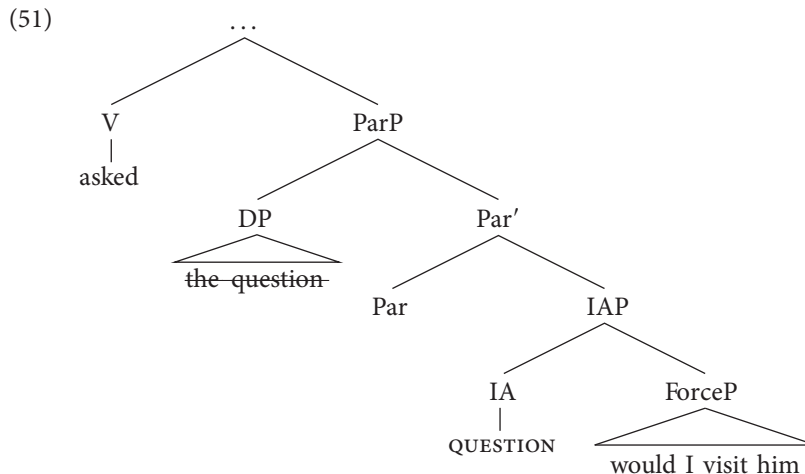 (51)
…
V ParP
asked
DP Par′
the question
Par IAP
IA ForceP
QUESTION
would I visit him